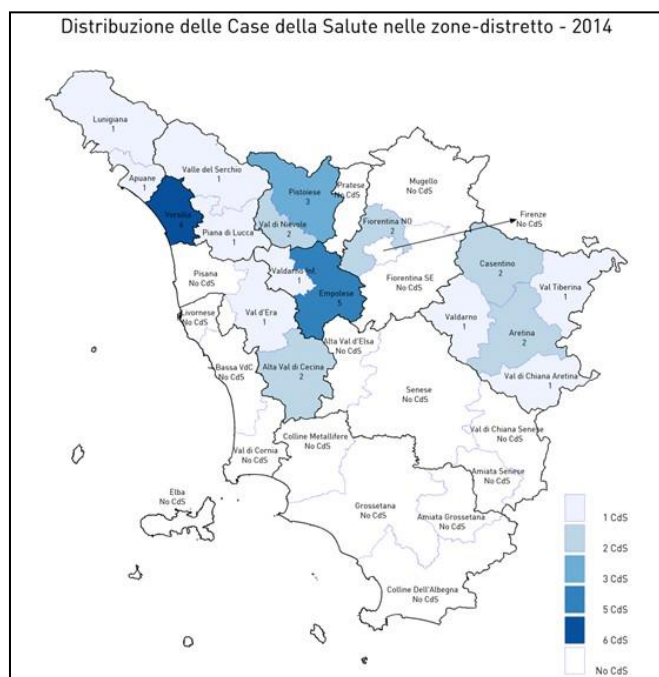 Distribuzione delle Case della Salute nelle zone-distretto - 2014
Lunigiana
1
Apuane
1
Valle del Serchio
1
Versilia
6
Piana di Lucca
1
Pistoiese
3
Val di Nievole
2
Pratese
No CdS
Mugello
No CdS
Fiorentina NO
2
Firenze
No CdS
Fiorentina SE
No CdS
Casentino
2
Val Tiberina
1
Pisana
No CdS
Valdarno Inf.
1
Empolese
5
Valdarno
1
Aretina
2
Livornese
No CdS
Val d'Era
1
Alta Val d'Elsa
No CdS
Val di Chiana Aretina
1
Bassa VdC
No CdS
Alta Val di Cecina
2
Senese
No CdS
Val di Chiana Senese
No CdS
Val di Cornia
No CdS
Colline Metallifere
No CdS
Amiata Senese
No CdS
Elba
No CdS
Grossetana
No CdS
Amiata Grossetana
No CdS
Colline Dell'Albegna
No CdS
1 CdS
2 CdS
3 CdS
5 CdS
6 CdS
No CdS